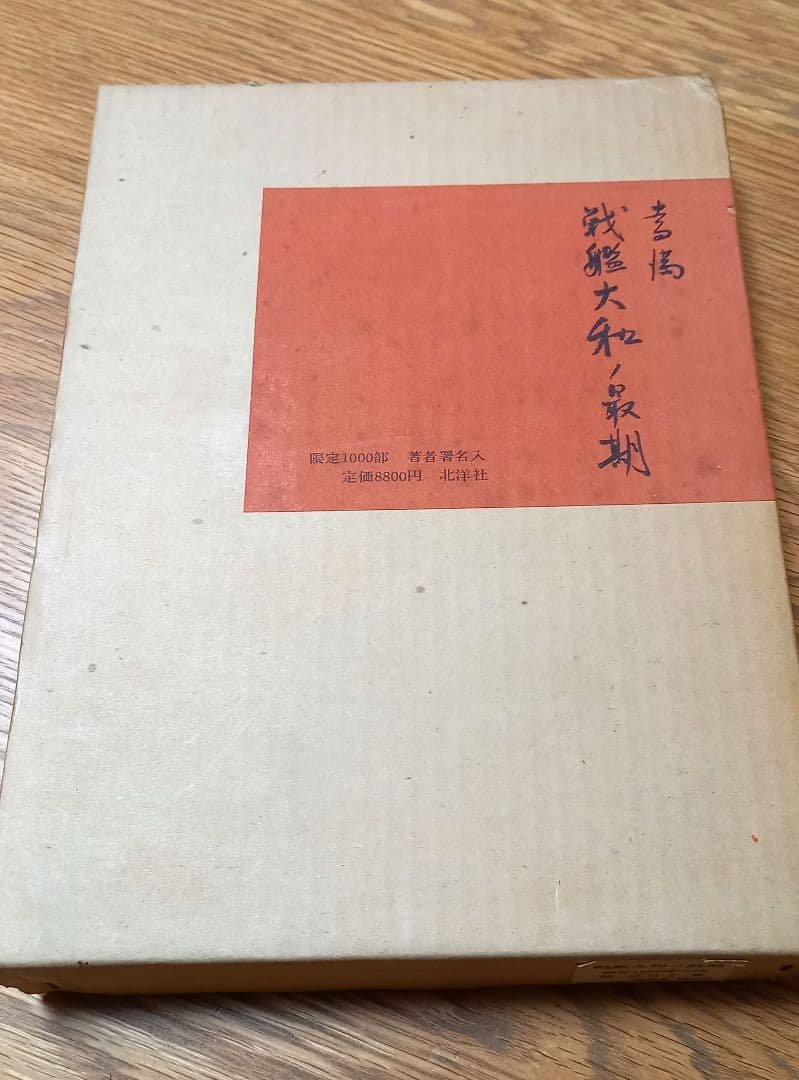 吉田満
戦艦大和ノ最期
限定1000部　著者署名入
定価8800円　北洋社